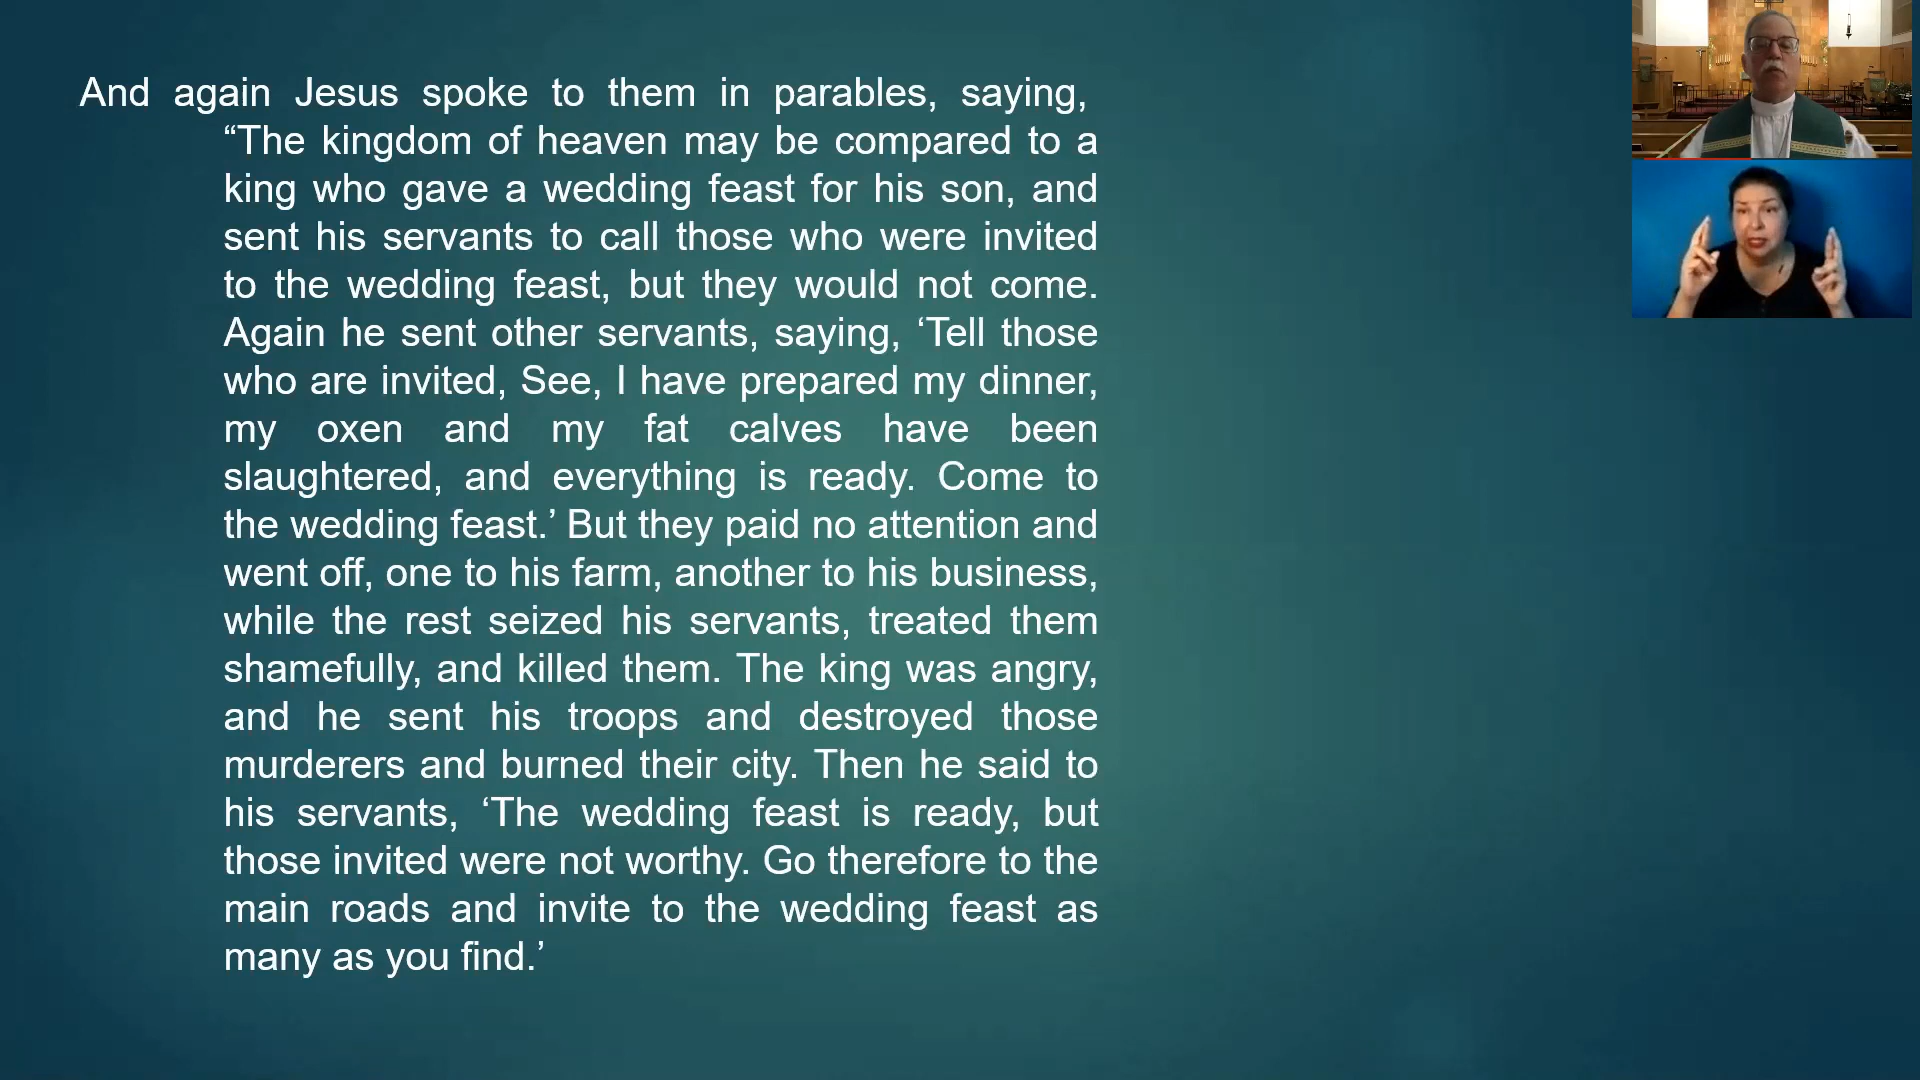 And again Jesus spoke to them in parables, saying,
“The kingdom of heaven may be compared to a
king who gave a wedding feast for his son, and
sent his servants to call those who were invited
to the wedding feast, but they would not come.
Again he sent other servants, saying, ‘Tell those
who are invited, See, I have prepared my dinner,
my oxen and my fat calves have been
slaughtered, and everything is ready. Come to
the wedding feast.’ But they paid no attention and
went off, one to his farm, another to his business,
while the rest seized his servants, treated them
shamefully, and killed them. The king was angry,
and he sent his troops and destroyed those
murderers and burned their city. Then he said to
his servants, ‘The wedding feast is ready, but
those invited were not worthy. Go therefore to the
main roads and invite to the wedding feast as
many as you find.’